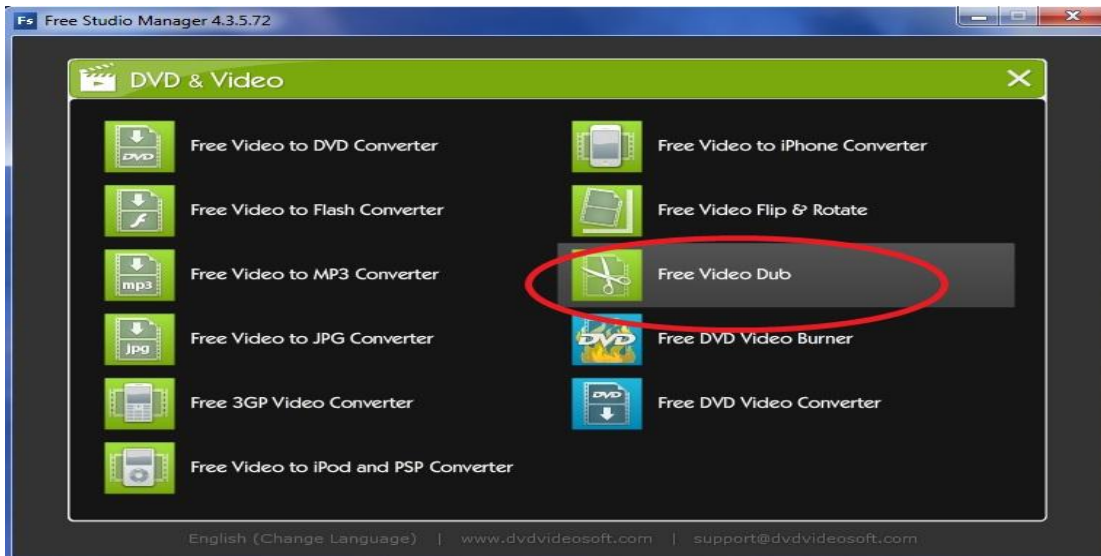 Fs Free Studio Manager 4.3.5.72
DVD & Video
DVD
Free Video to DVD Converter
Free Video to Flash Converter
mp3
Free Video to MP3 Converter
Jpg
Free Video to JPG Converter
Free 3GP Video Converter
Free Video to iPod and PSP Converter
Free Video to iPhone Converter
Free Video Flip & Rotate
Free Video Dub
DVD
Free DVD Video Burner
DVD
Free DVD Video Converter
English (Change Language) | www.dvdvideosoft.com | support@dvdvideosoft.com